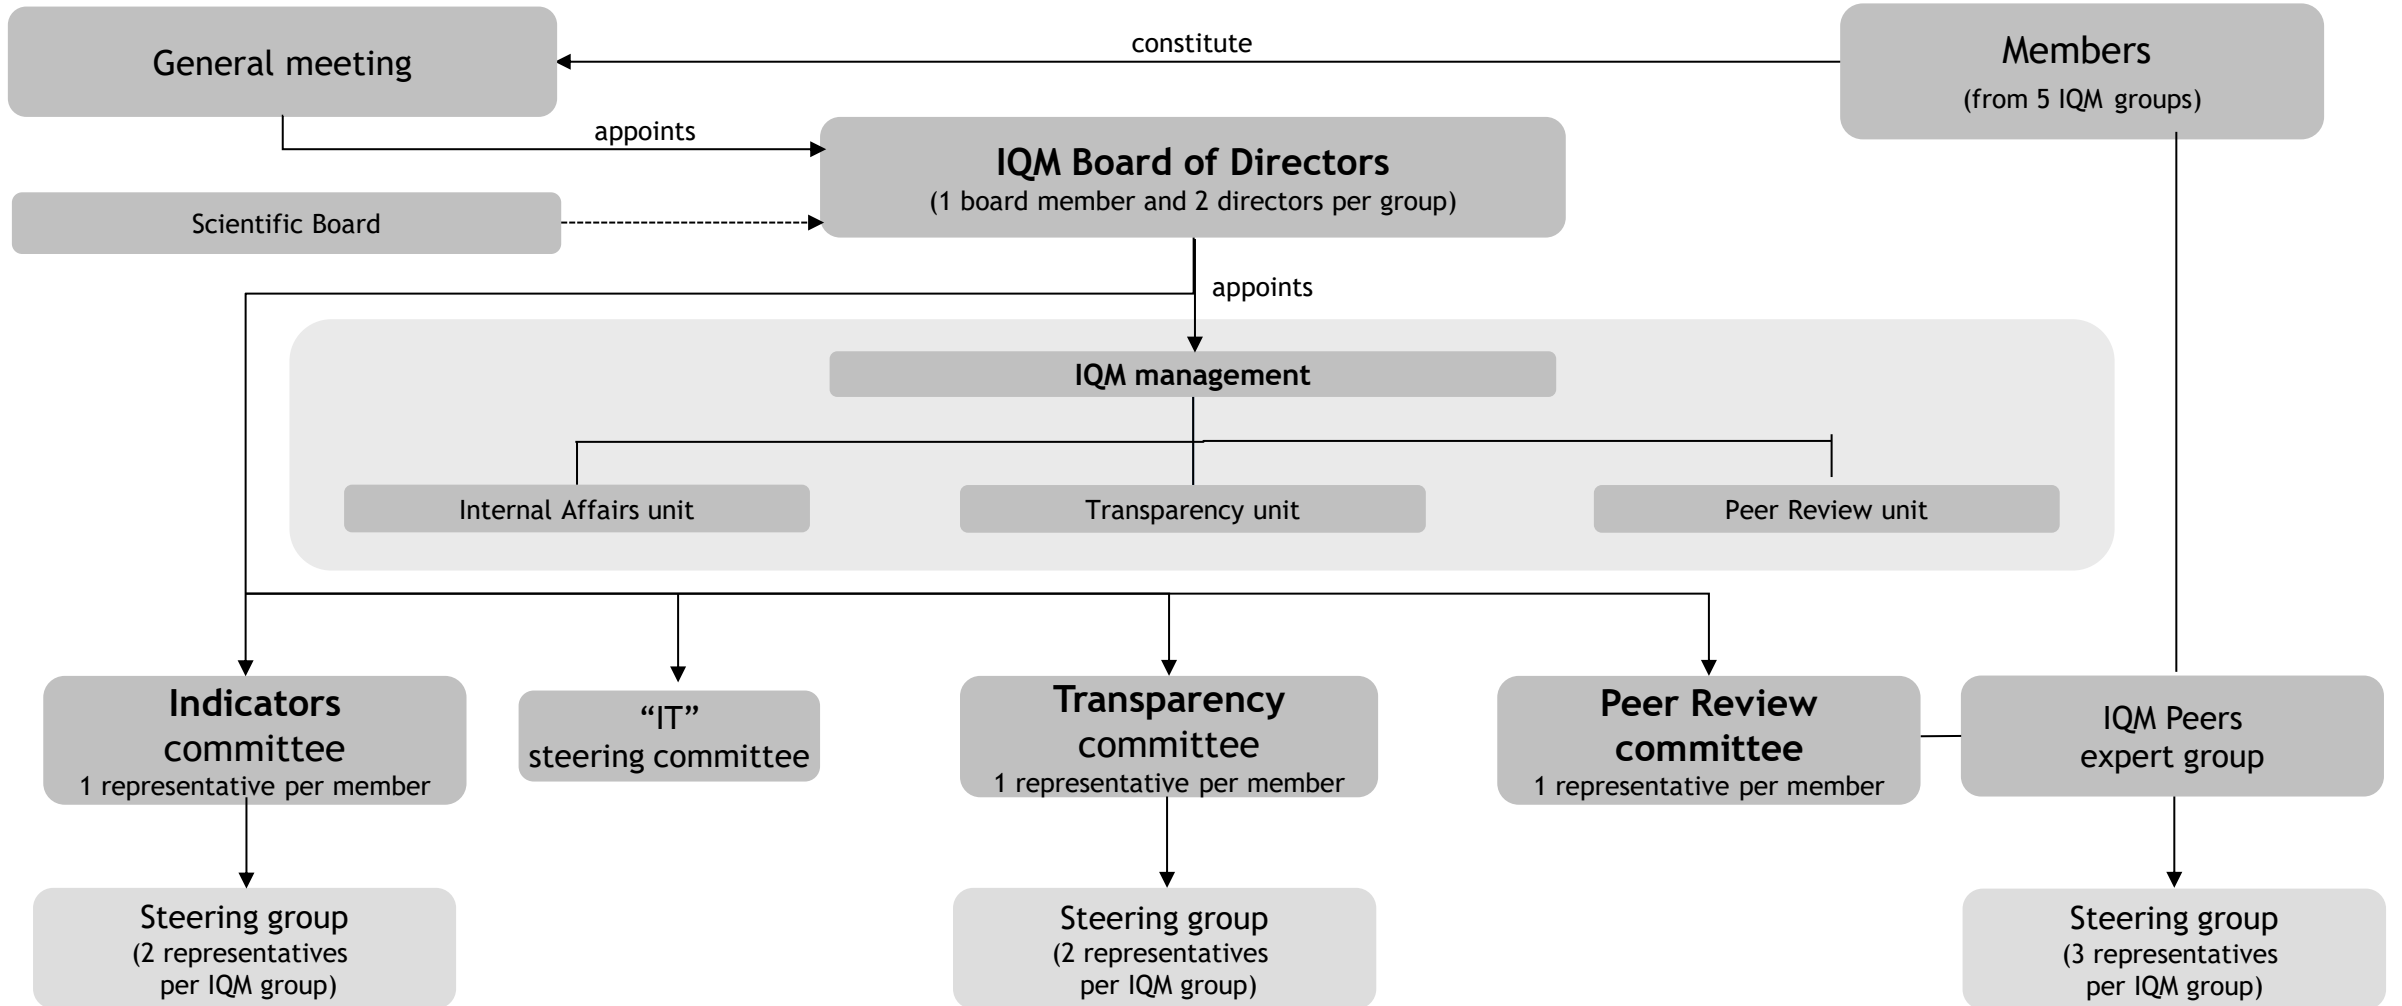 General meeting
constitute
Members
(from 5 IQM groups)
appoints
IQM Board of Directors
(1 board member and 2 directors per group)
Scientific Board
appoints
IQM management
Internal Affairs unit
Transparency unit
Peer Review unit
Indicators
committee
1 representative per member
“IT”
steering committee
Transparency
committee
1 representative per member
Peer Review
committee
1 representative per member
IQM Peers
expert group
Steering group
(2 representatives
per IQM group)
Steering group
(2 representatives
per IQM group)
Steering group
(3 representatives
per IQM group)